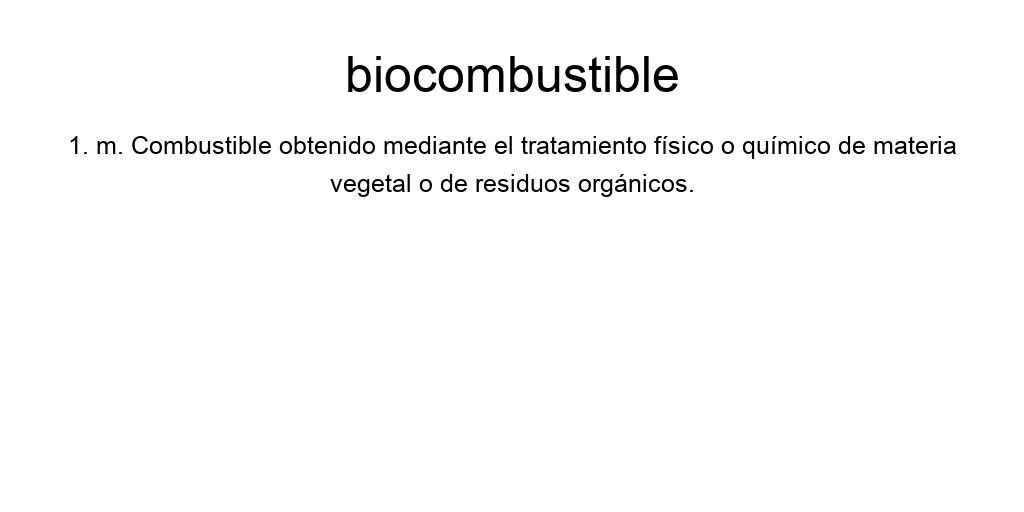 biocombustible
1. m. Combustible obtenido mediante el tratamiento físico o químico de materia
vegetal o de residuos orgánicos.